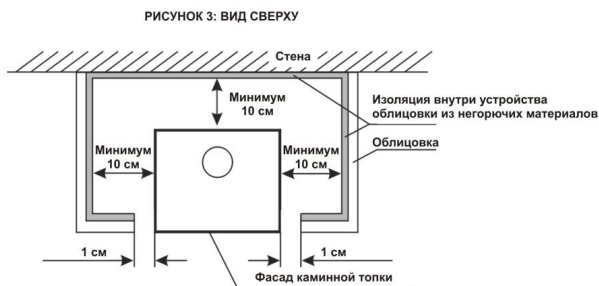 РИСУНОК 3: ВИД СВЕРХУ
Стена
Минимум
10 см
Изоляция внутри устройства
облицовки из негорючих материалов
Облицовка
Минимум
10 см
Минимум
10 см
1 см
1 см
Фасад каминной топки